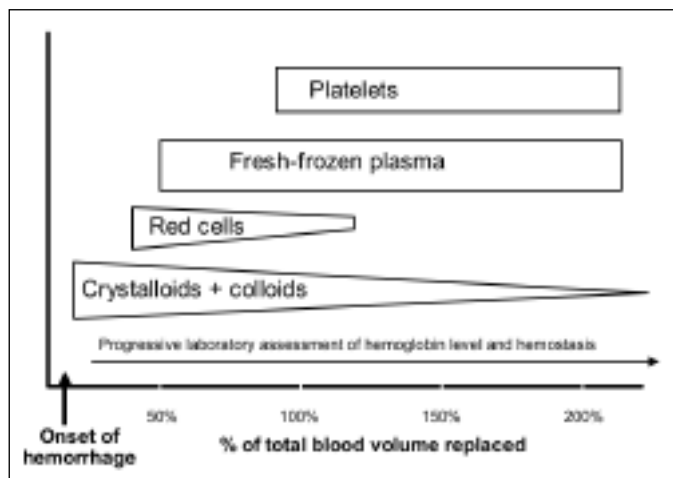 Platelets
Fresh-frozen plasma
Red cells
Crystalloids + colloids
Progressive laboratory assessment of hemoglobin level and hemostasis
50%
100%
150%
200%
Onset of
hemorrhage
% of total blood volume replaced